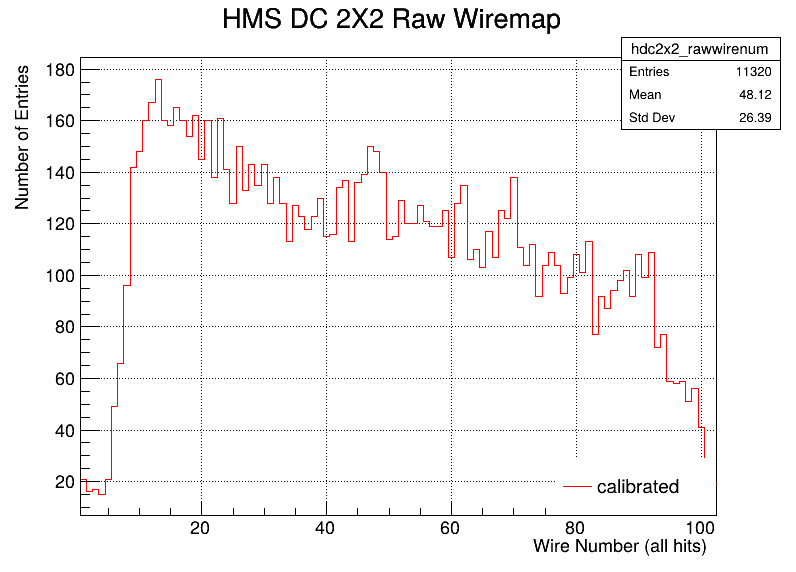 HMS DC 2X2 Raw Wiremap
hdc2x2_rawwirenum
Entries 11320
Mean 48.12
Std Dev 26.39
Number of Entries
180
160
140
120
100
80
60
40
20
calibrated
20 40 60 80 100
Wire Number (all hits)